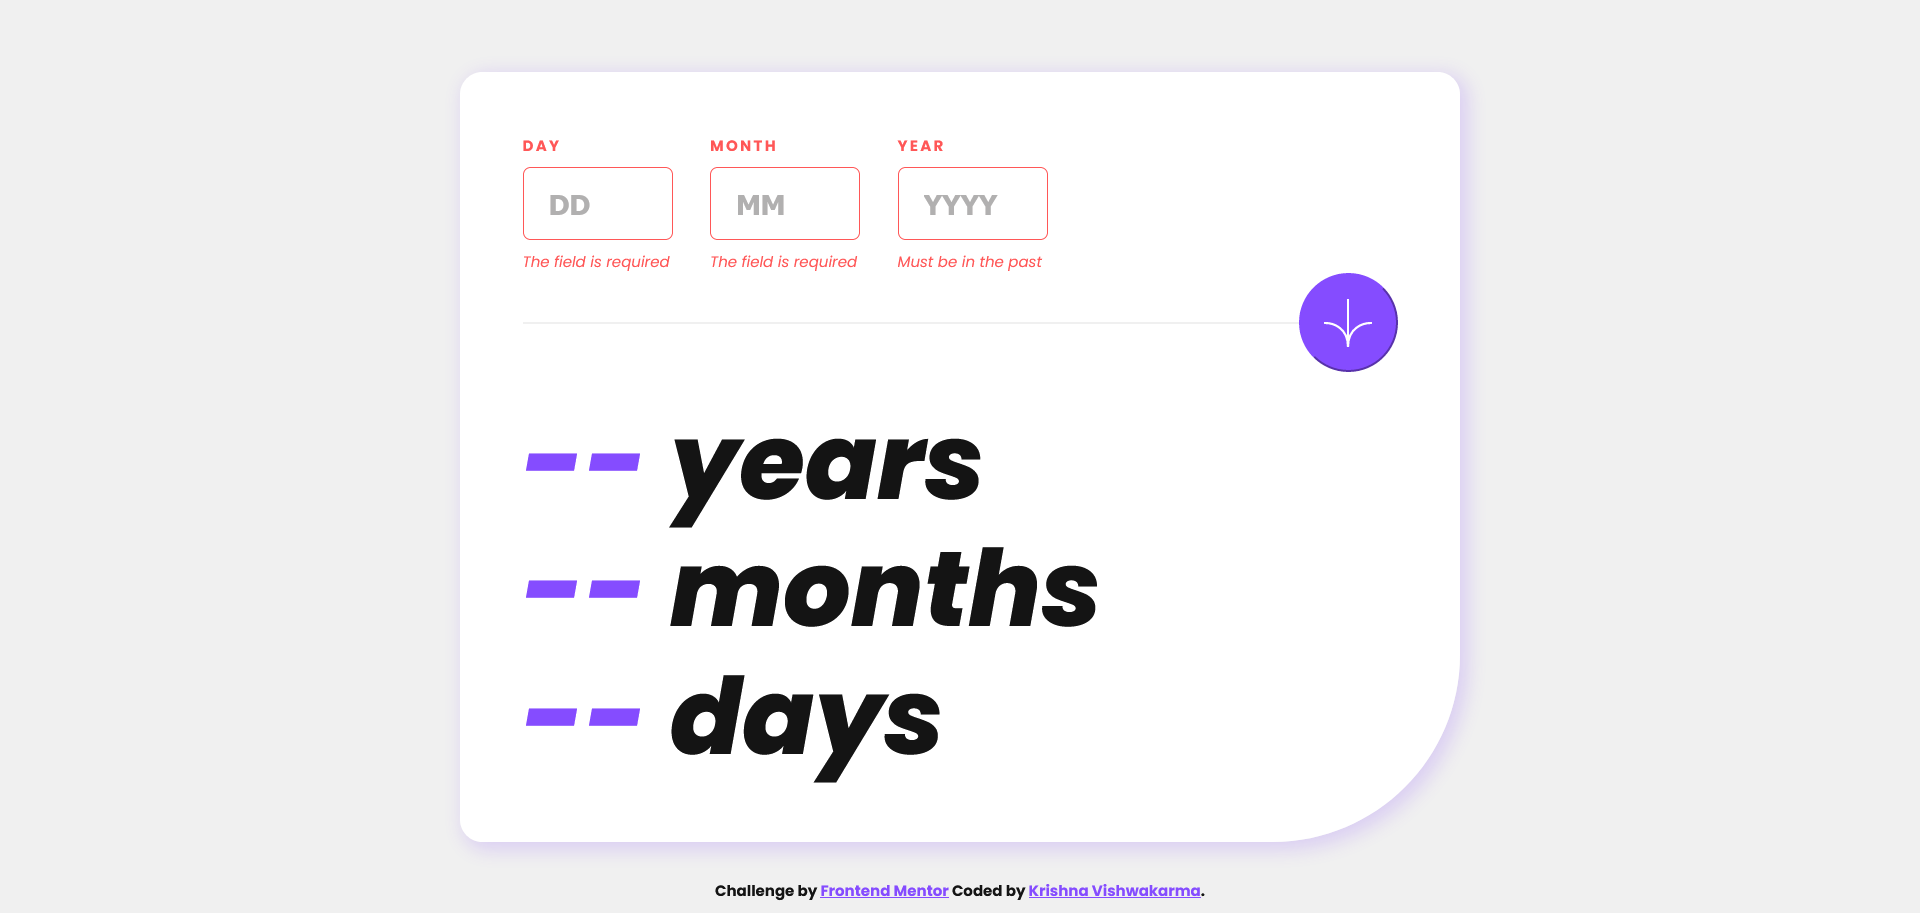 DAY MONTH YEAR
DD MM YYYY
The field is required The field is required Must be in the past
-- years
-- months
-- days
Challenge by Frontend Mentor Coded by Krishna Vishwakarma.